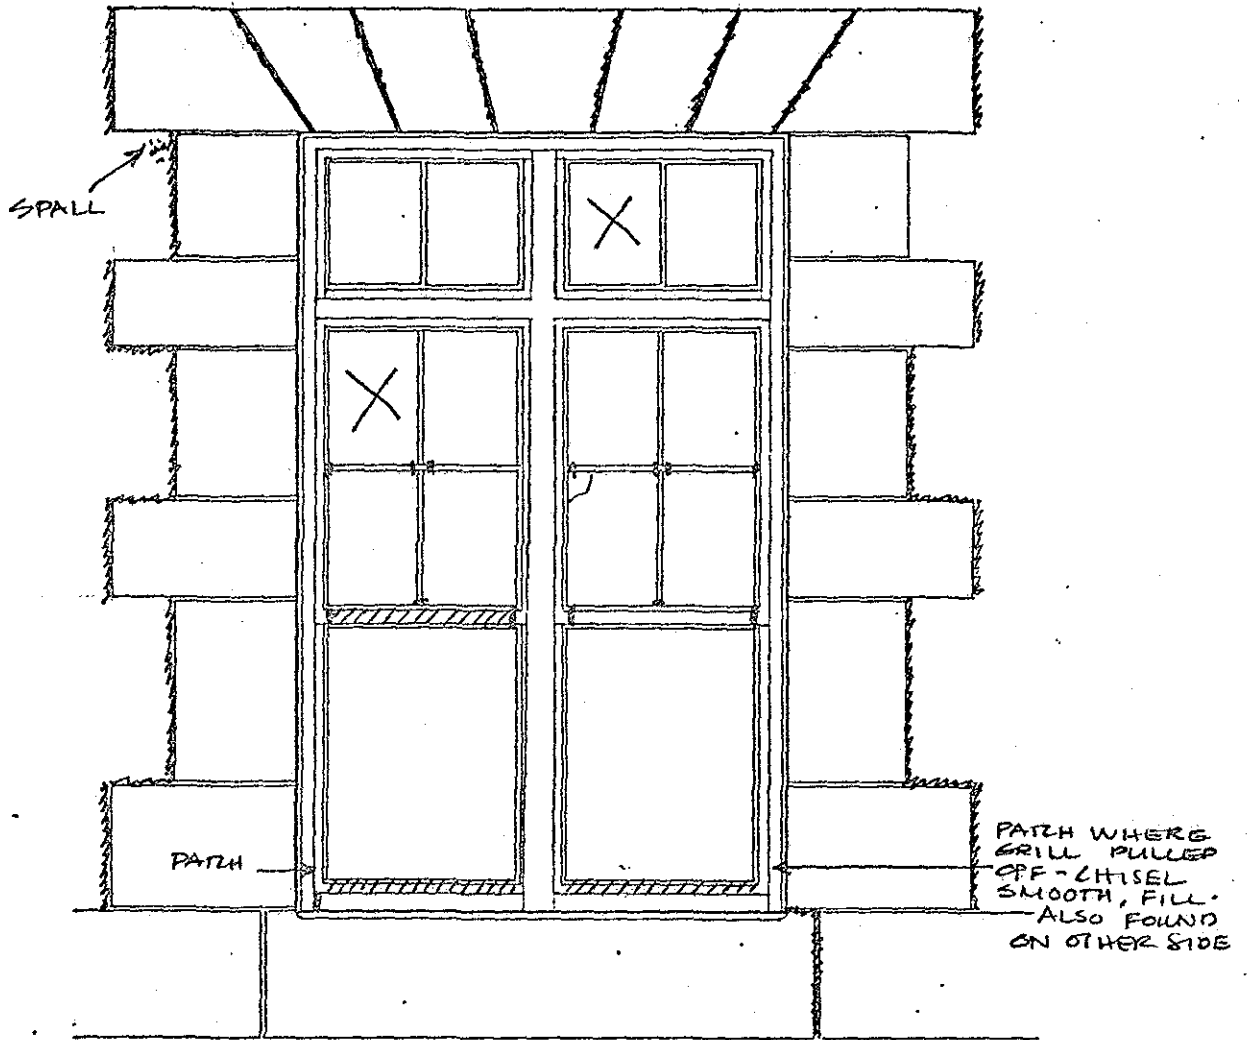 SPALL
PATCH
PATCH WHERE
GRILL PULLED
OFF - CHISEL
SMOOTH, FILL.
ALSO FOUND
ON OTHER SIDE